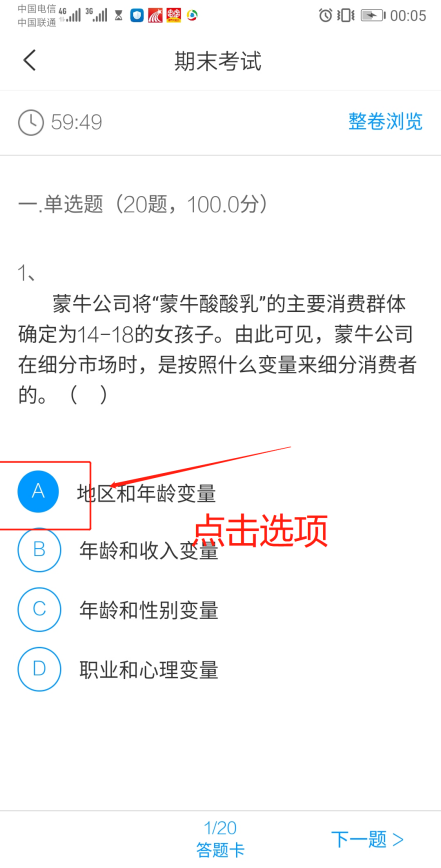 中国电信 4G 3G 00:05
中国联通
期末考试
59:49 整卷浏览
一.单选题（20题，100.0分）
1、
蒙牛公司将“蒙牛酸酸乳”的主要消费群体
确定为14-18的女孩子。由此可见，蒙牛公司
在细分市场时，是按照什么变量来细分消费者
的。（ ）
A 地区和年龄变量
点击选项
B 年龄和收入变量
C 年龄和性别变量
D 职业和心理变量
1/20
答题卡
下一题 >